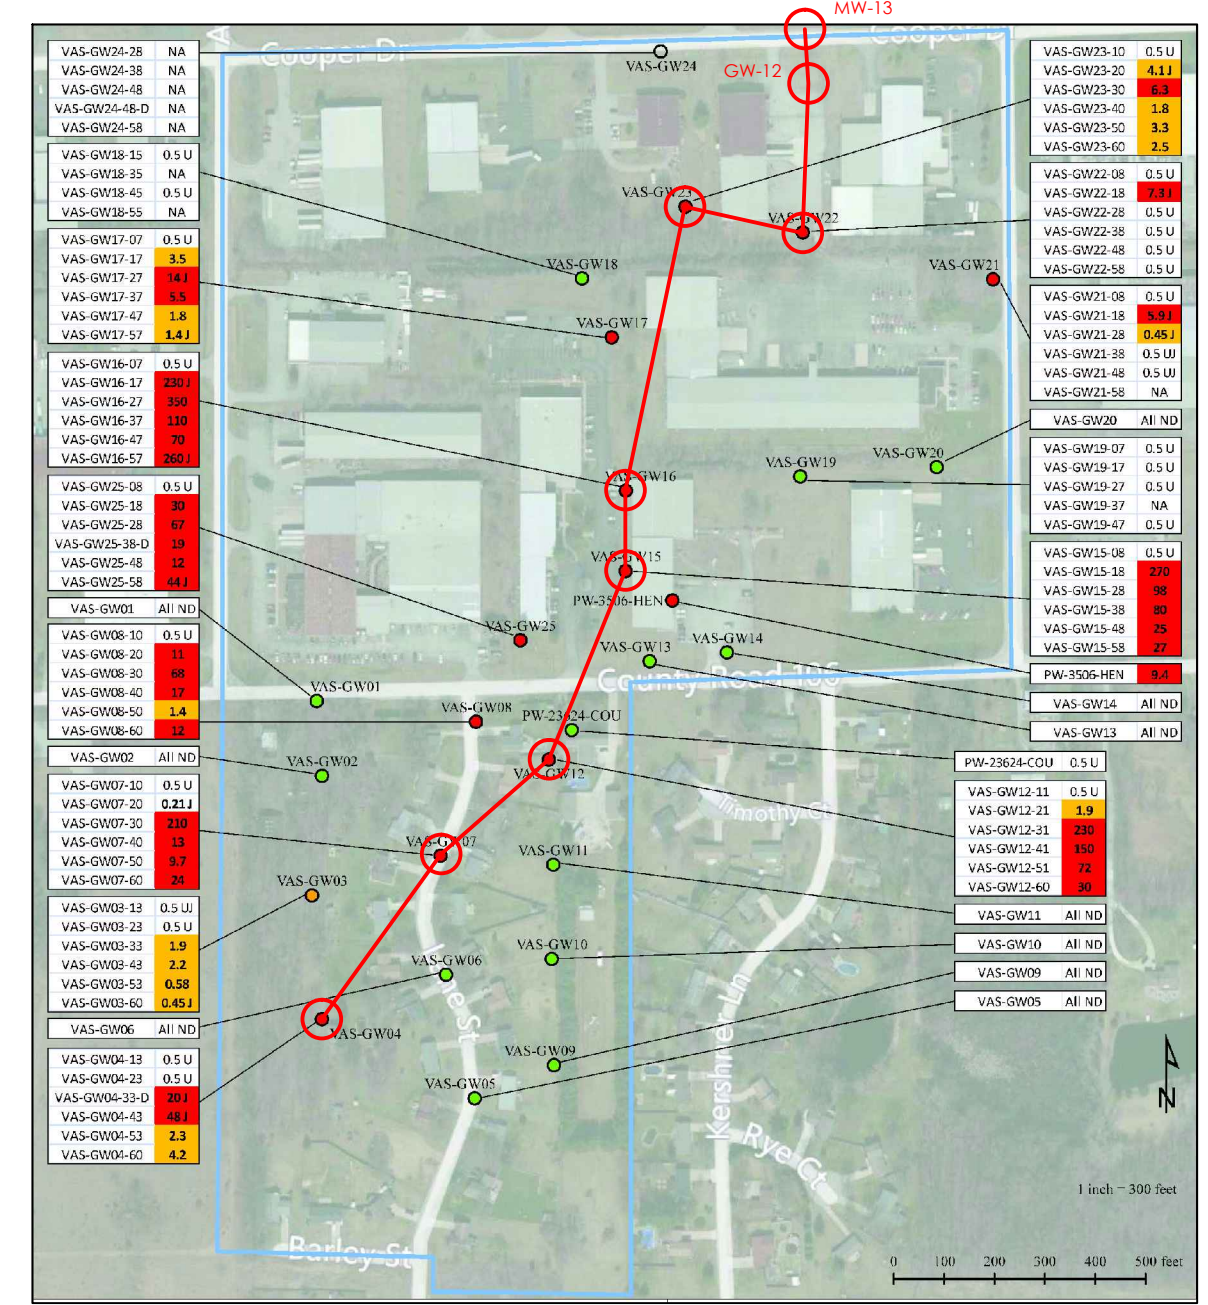 MW-13
Cooper Dr
Cooper D
VAS-GW24
GW-12
VAS-GW24-28 NA
VAS-GW24-38 NA
VAS-GW24-48 NA
VAS-GW24-48-D NA
VAS-GW24-58 NA
VAS-GW18-15 0.5 U
VAS-GW18-35 NA
VAS-GW18-45 0.5 U
VAS-GW18-55 NA
VAS-GW17-07 0.5 U
VAS-GW17-17 3.5
VAS-GW17-27 14 J
VAS-GW17-37 5.5
VAS-GW17-47 1.8
VAS-GW17-57 1.4 J
VAS-GW16-07 0.5 U
VAS-GW16-17 230 J
VAS-GW16-27 350
VAS-GW16-37 110
VAS-GW16-47 70
VAS-GW16-57 260 J
VAS-GW25-08 0.5 U
VAS-GW25-18 30
VAS-GW25-28 67
VAS-GW25-38-D 19
VAS-GW25-48 12
VAS-GW25-58 44 J
VAS-GW01 All ND
VAS-GW08-10 0.5 U
VAS-GW08-20 11
VAS-GW08-30 68
VAS-GW08-40 17
VAS-GW08-50 1.4
VAS-GW08-60 12
VAS-GW02 All ND
VAS-GW07-10 0.5 U
VAS-GW07-20 0.21 J
VAS-GW07-30 210
VAS-GW07-40 13
VAS-GW07-50 9.7
VAS-GW07-60 24
VAS-GW03-13 0.5 UJ
VAS-GW03-23 0.5 U
VAS-GW03-33 1.9
VAS-GW03-43 2.2
VAS-GW03-53 0.58
VAS-GW03-60 0.45 J
VAS-GW06 All ND
VAS-GW04-13 0.5 U
VAS-GW04-23 0.5 U
VAS-GW04-33-D 20 J
VAS-GW04-43 48 J
VAS-GW04-53 2.3
VAS-GW04-60 4.2
VAS-GW23
VAS-GW22
VAS-GW18
VAS-GW21
VAS-GW17
VAS-GW16
VAS-GW19
VAS-GW20
VAS-GW15
PW-3506-HEN
VAS-GW25
VAS-GW13
VAS-GW14
County Road 106
VAS-GW01
VAS-GW08
PW-23624-COU
VAS-GW02
VAS-GW12
Timothy Ct
VAS-GW07
VAS-GW11
VAS-GW03
VAS-GW10
VAS-GW06
VAS-GW04
VAS-GW09
VAS-GW05
Kershner Ln
Rye Ct
Barley St
VAS-GW23-10 0.5 U
VAS-GW23-20 4.1 J
VAS-GW23-30 6.3
VAS-GW23-40 1.8
VAS-GW23-50 3.3
VAS-GW23-60 2.5
VAS-GW22-08 0.5 U
VAS-GW22-18 7.3 J
VAS-GW22-28 0.5 U
VAS-GW22-38 0.5 U
VAS-GW22-48 0.5 U
VAS-GW22-58 0.5 U
VAS-GW21-08 0.5 U
VAS-GW21-18 5.9 J
VAS-GW21-28 0.45 J
VAS-GW21-38 0.5 UJ
VAS-GW21-48 0.5 UJ
VAS-GW21-58 NA
VAS-GW20 All ND
VAS-GW19-07 0.5 U
VAS-GW19-17 0.5 U
VAS-GW19-27 0.5 U
VAS-GW19-37 NA
VAS-GW19-47 0.5 U
VAS-GW15-08 0.5 U
VAS-GW15-18 270
VAS-GW15-28 98
VAS-GW15-38 80
VAS-GW15-48 25
VAS-GW15-58 27
PW-3506-HEN 9.4
VAS-GW14 All ND
VAS-GW13 All ND
PW-23624-COU 0.5 U
VAS-GW12-11 0.5 U
VAS-GW12-21 1.9
VAS-GW12-31 230
VAS-GW12-41 150
VAS-GW12-51 72
VAS-GW12-60 30
VAS-GW11 All ND
VAS-GW10 All ND
VAS-GW09 All ND
VAS-GW05 All ND
N
1 inch = 300 feet
0 100 200 300 400 500 feet